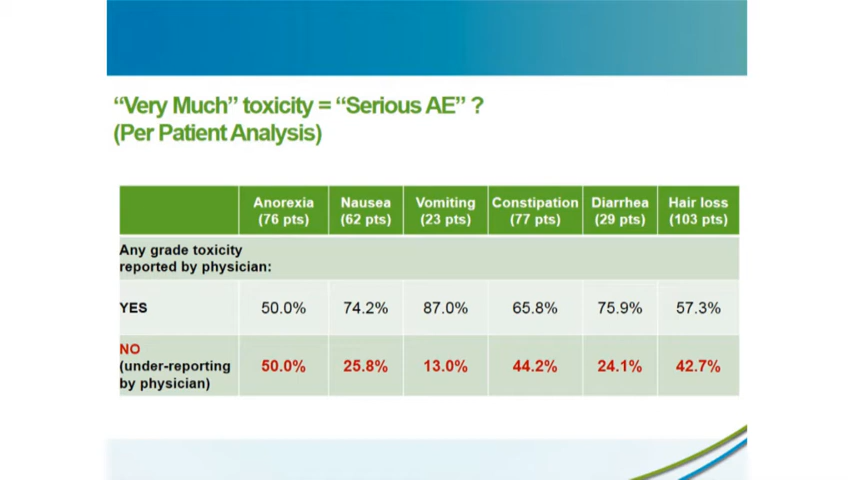 “Very Much” toxicity = “Serious AE” ?
(Per Patient Analysis)
Anorexia (76 pts) Nausea (62 pts) Vomiting (23 pts) Constipation (77 pts) Diarrhea (29 pts) Hair loss (103 pts)
Any grade toxicity
reported by physician:
YES 50.0% 74.2% 87.0% 65.8% 75.9% 57.3%
NO
(under-reporting 50.0% 25.8% 13.0% 44.2% 24.1% 42.7%
by physician)